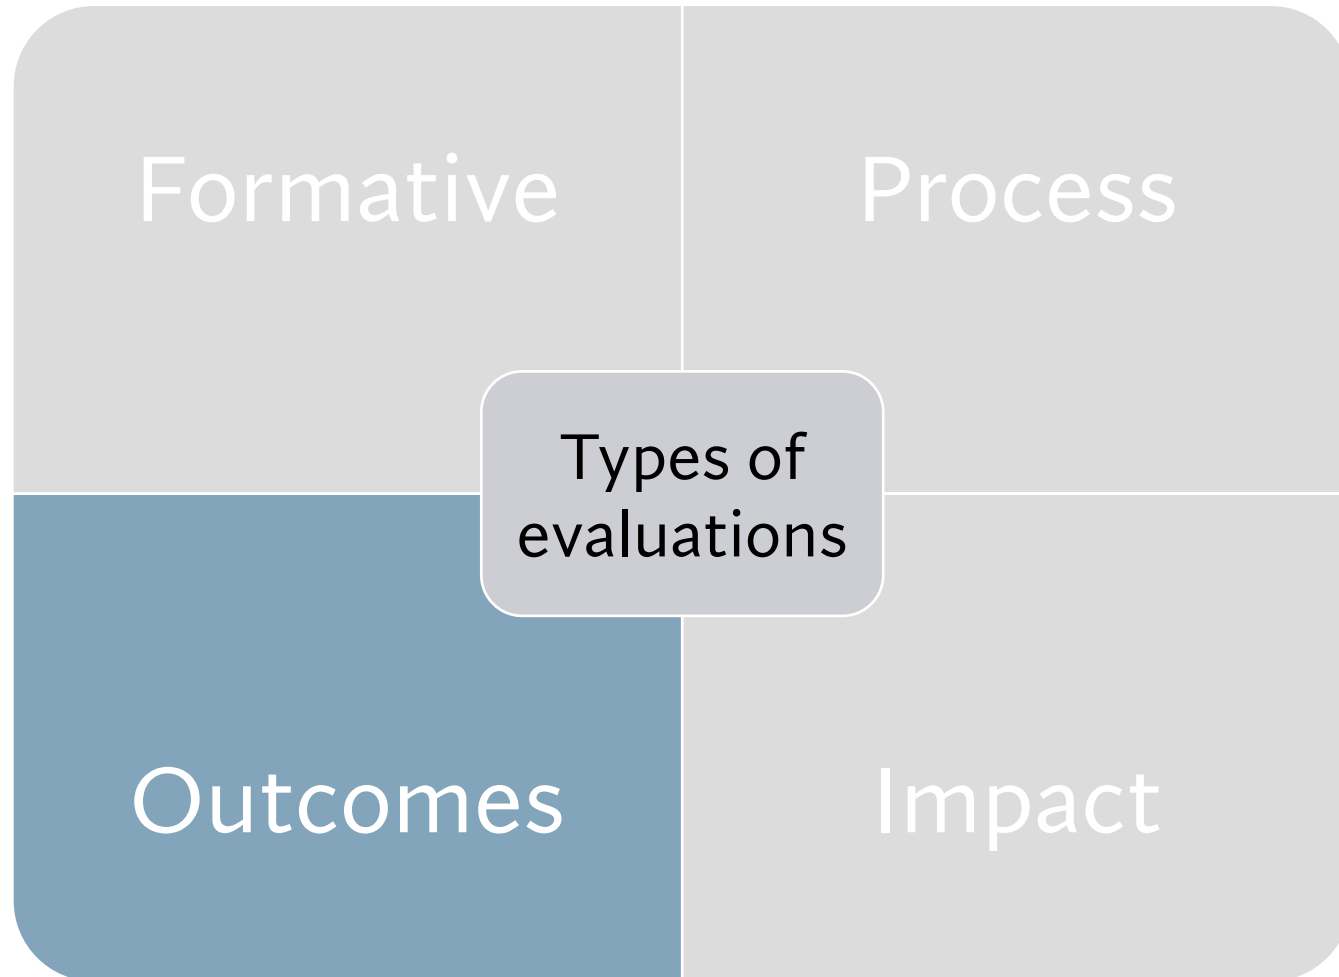 Formative
Process
Types of
evaluations
Outcomes
Impact